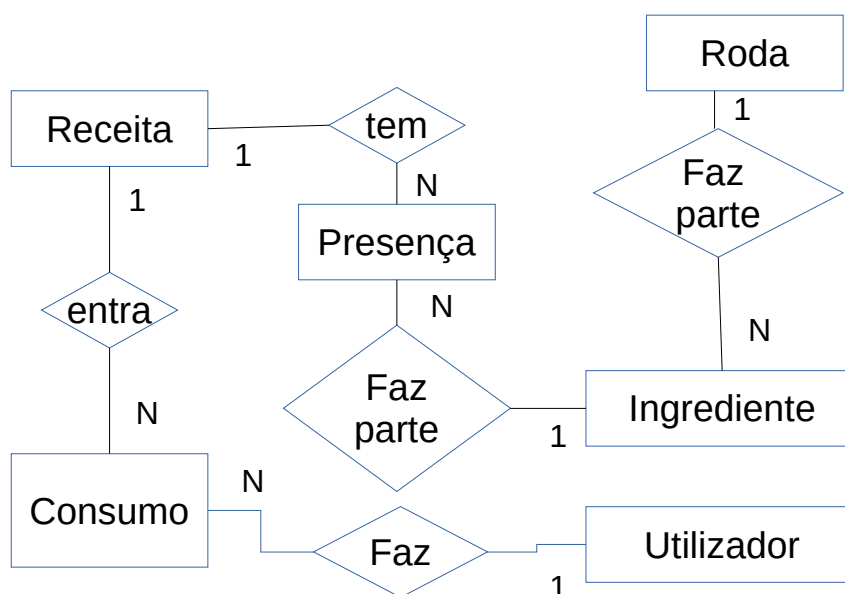 Roda
1
Receita
tem
1
N
Faz
parte
1
Presença
entra
N
N
Faz
parte
Ingrediente
1
N
Consumo
N
Faz
Utilizador
1